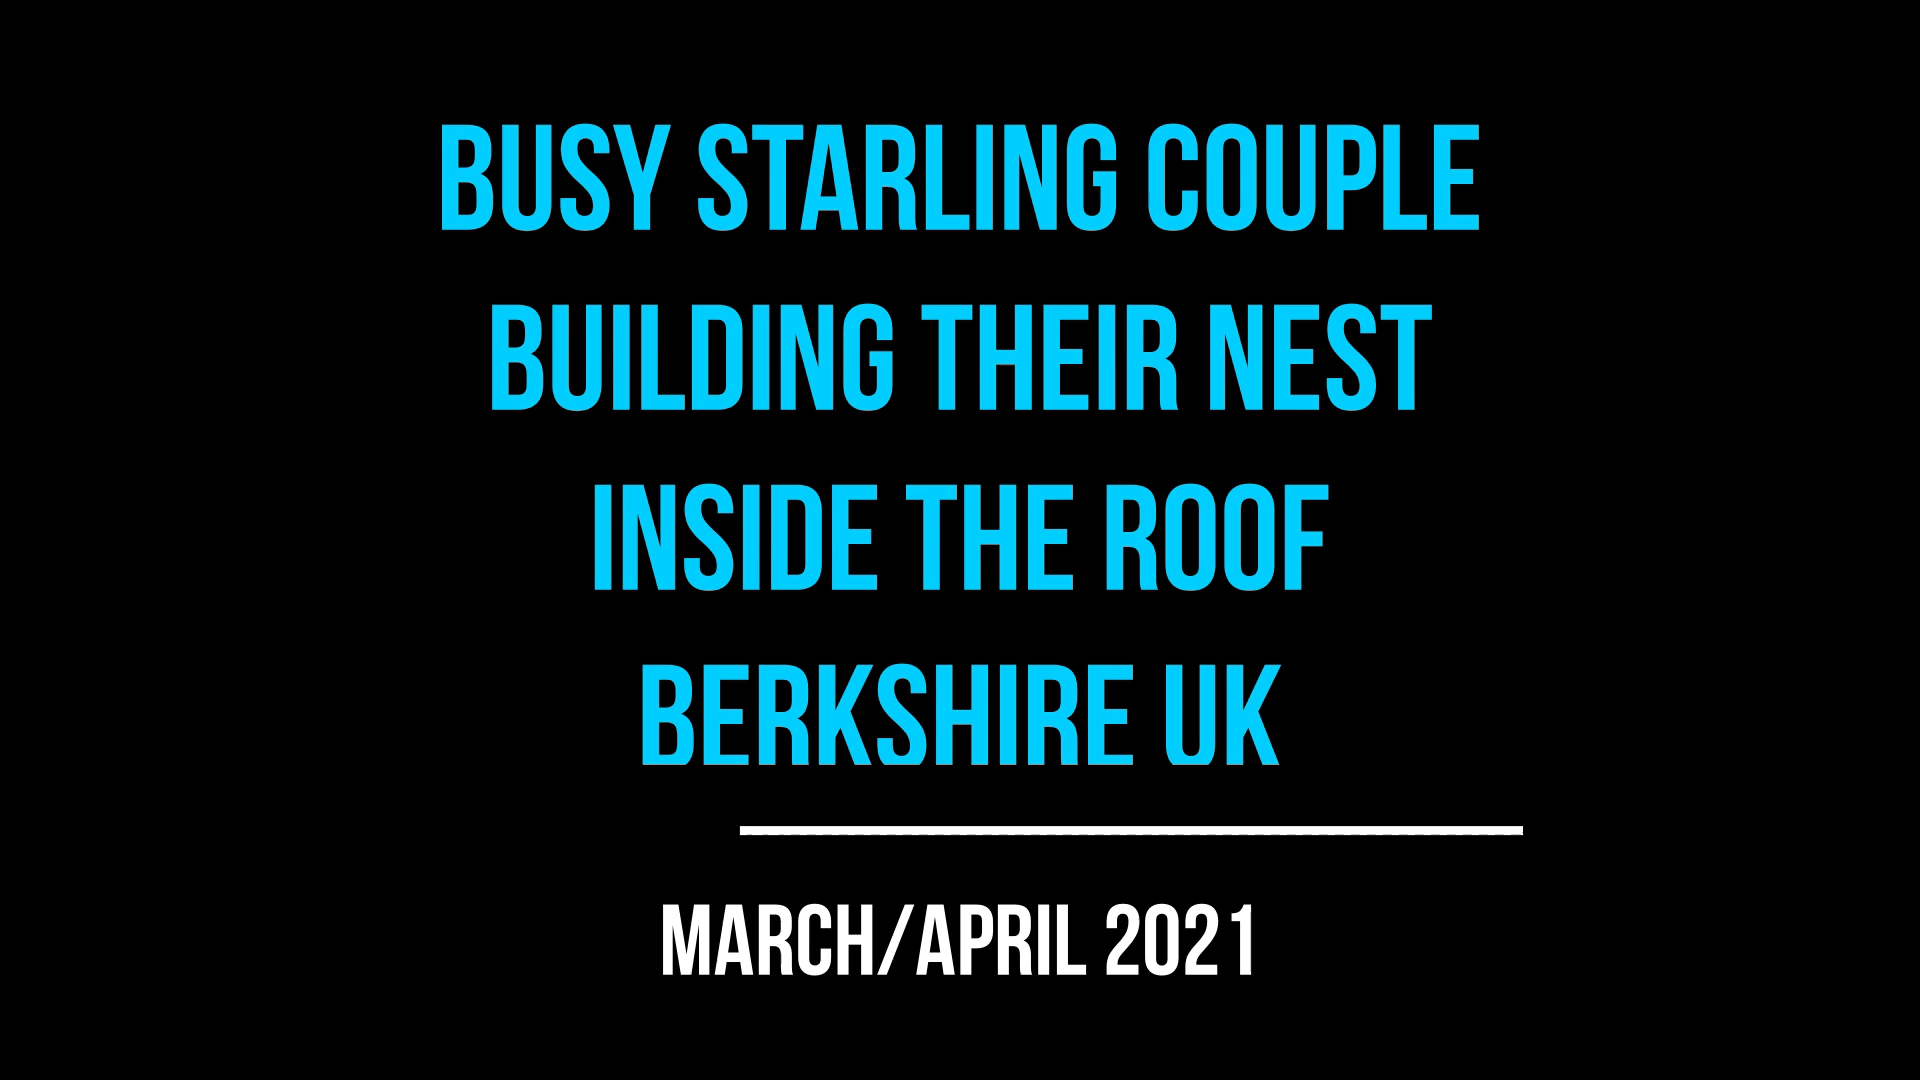 BUSY STARLING COUPLE
BUILDING THEIR NEST
INSIDE THE ROOF
BERKSHIRE UK
MARCH/APRIL 2021